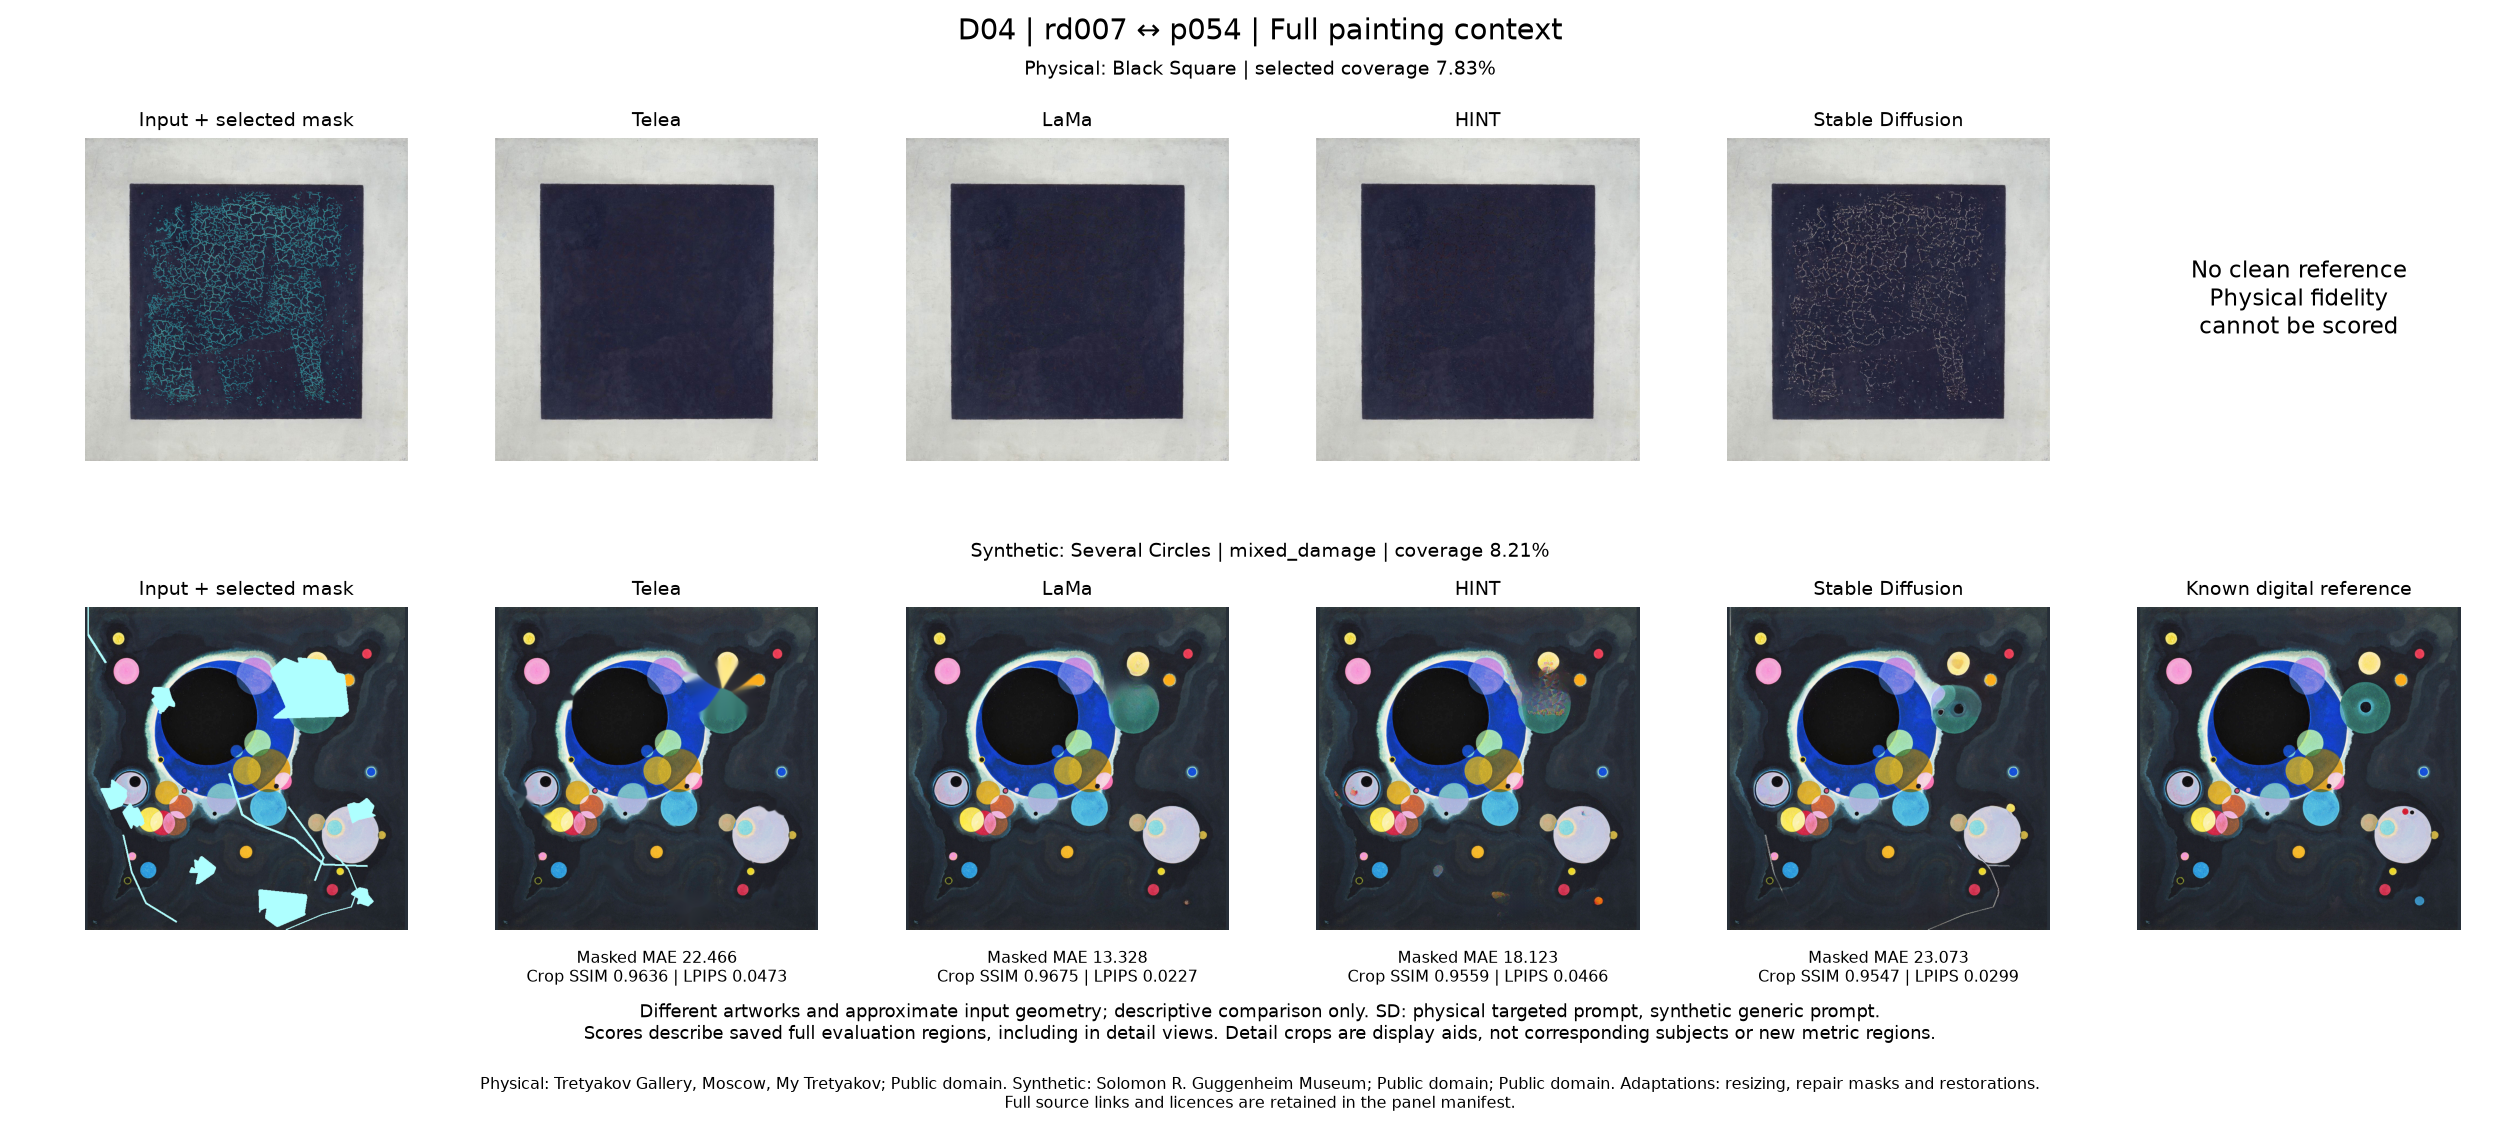 D04 | rd007 ↔ p054 | Full painting context
Physical: Black Square | selected coverage 7.83%
Input + selected mask
Telea
LaMa
HINT
Stable Diffusion
No clean reference
Physical fidelity
cannot be scored
Synthetic: Several Circles | mixed_damage | coverage 8.21%
Input + selected mask
Telea
LaMa
HINT
Stable Diffusion
Known digital reference
Masked MAE 22.466
Crop SSIM 0.9636 | LPIPS 0.0473
Masked MAE 13.328
Crop SSIM 0.9675 | LPIPS 0.0227
Masked MAE 18.123
Crop SSIM 0.9559 | LPIPS 0.0466
Masked MAE 23.073
Crop SSIM 0.9547 | LPIPS 0.0299
Different artworks and approximate input geometry; descriptive comparison only. SD: physical targeted prompt, synthetic generic prompt.
Scores describe saved full evaluation regions, including in detail views. Detail crops are display aids, not corresponding subjects or new metric regions.
Physical: Tretyakov Gallery, Moscow, My Tretyakov; Public domain. Synthetic: Solomon R. Guggenheim Museum; Public domain; Public domain. Adaptations: resizing, repair masks and restorations.
Full source links and licences are retained in the panel manifest.